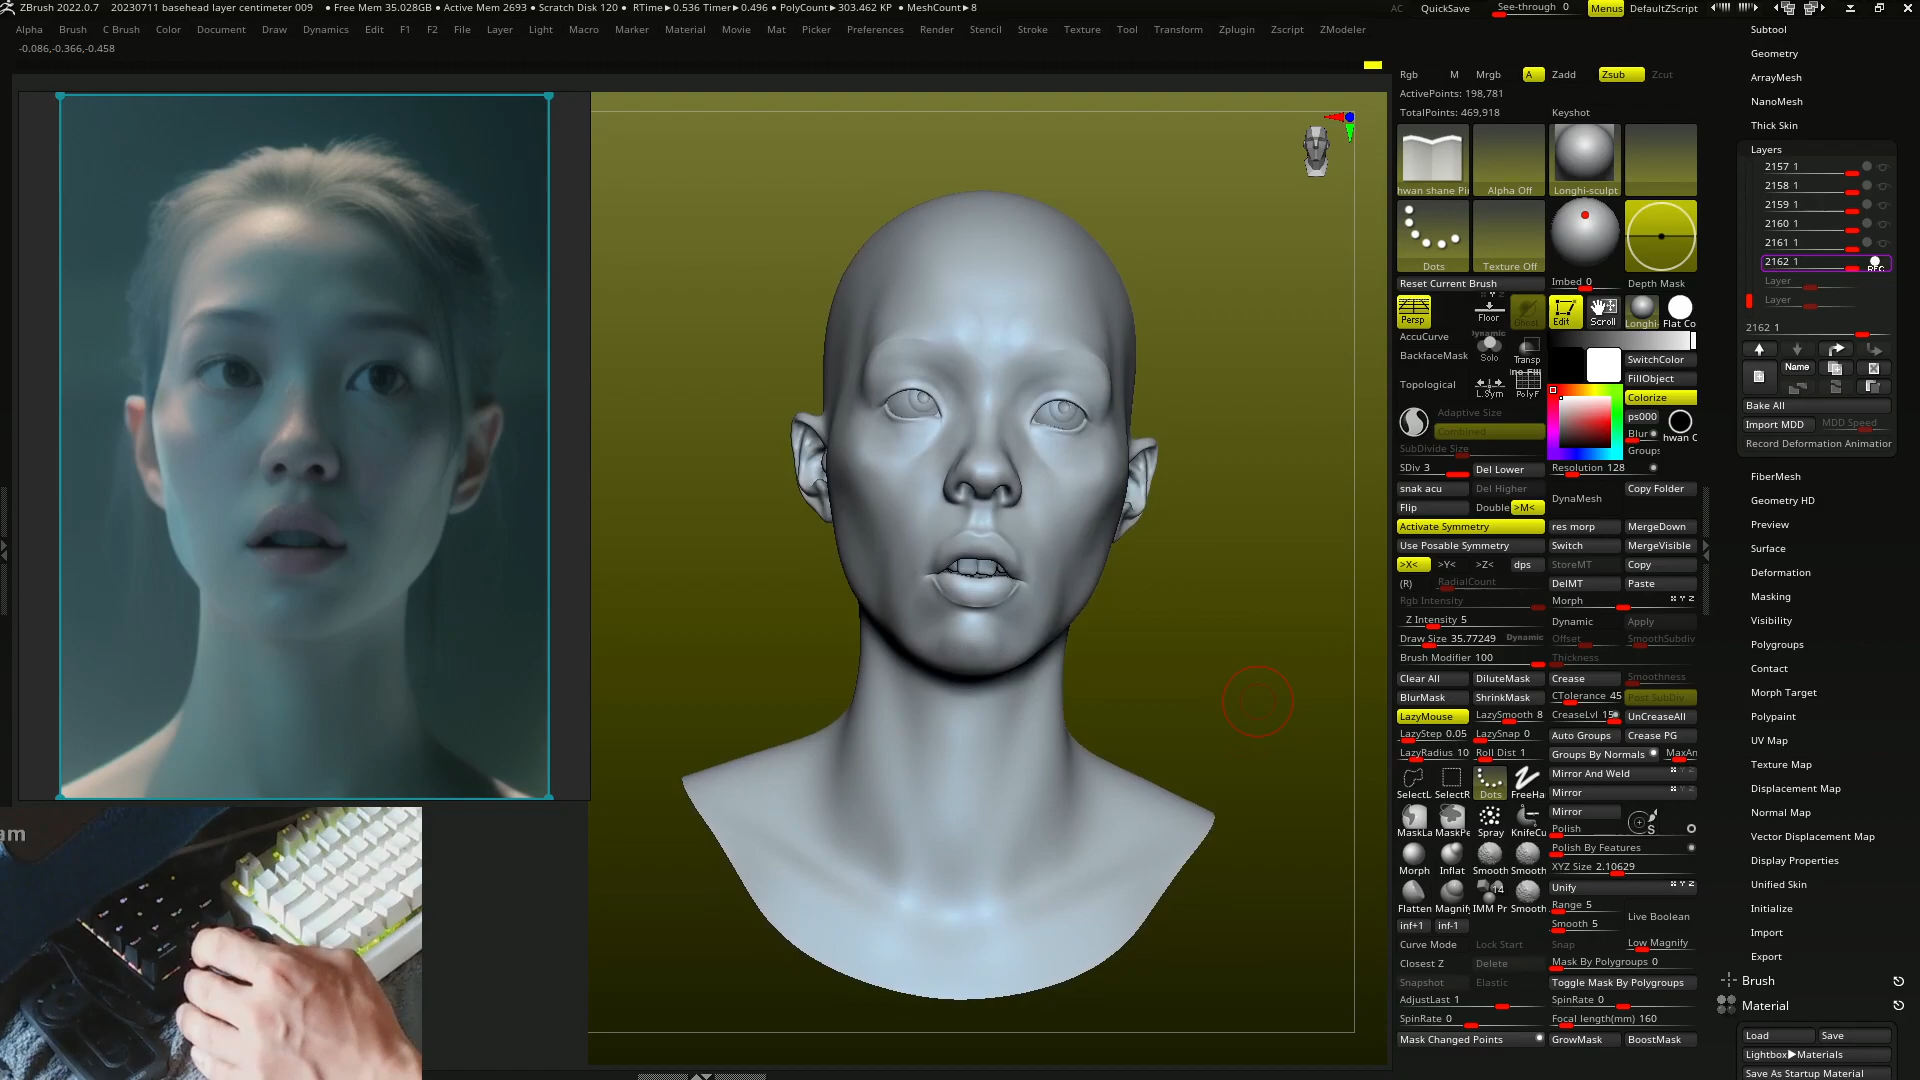 ZBrush 2022.0.7 20230711 basehead layer centimeter 009 ● Free Mem 35.028GB ● Active Mem 2693 ● Scratch Disk 120 ● RTime►0.536 Timer►0.496 ● PolyCount►303.462 KP ● MeshCount►8 AC QuickSave See-through 0 Menus DefaultZScript
Alpha Brush C Brush Color Document Draw Dynamics Edit F1 F2 File Layer Light Macro Marker Material Mat Movie Picker Preferences Render Stencil Stroke Texture Tool Transform Zplugin Zscript ZModeler
-0.086,-0.366,-0.458
am
Rgb M Mrgb A Zadd Zsub Zcut
ActivePoints: 198,781
TotalPoints: 469,918 Keyshot
hwan shane Pi Alpha Off Longhi-sculpt
Dots Texture Off
Reset Current Brush Imbed 0 Depth Mask
Persp Floor Ghost Edit Scroll Longhi- Flat Co
AccuCurve Dynamic
BackfaceMask Solo Transp SwitchColor
Topological L.Sym PolyF FillObject
Adaptive Size Colorize
Combined ps000
SubDivide Size Blur hwan C
Groups
SDiv 3 Del Lower Resolution 128
snak acu Del Higher DynaMesh Copy Folder
Flip Double >M<
Activate Symmetry res morp MergeDown
Use Posable Symmetry Switch MergeVisible
>X< >Y< >Z< dps StoreMT Copy
(R) RadialCount DelMT Paste
Rgb Intensity Morph
Z Intensity 5 Dynamic Apply
Draw Size 35.77249 Dynamic Offset SmoothSubdiv
Brush Modifier 100 Thickness
Clear All DiluteMask Crease Smoothness
BlurMask ShrinkMask CTolerance 45 Post SubDiv
LazyMouse LazySmooth 8 CreaseLvl 15 UnCreaseAll
LazyStep 0.05 LazySnap 0 Auto Groups Crease PG
LazyRadius 10 Roll Dist 1 Groups By Normals MaxAn
Mirror And Weld
SelectL SelectR Dots FreeHa Mirror
Mirror
MaskLa MaskPe Spray KnifeCu Polish S
Polish By Features
Morph Inflat Smooth Smooth XYZ Size 2.10629
14 Unify
Flatten Magnify IMM Pr Smooth Range 5
inf+1 inf-1 Smooth 5 Live Boolean
Curve Mode Lock Start Snap Low Magnify
Closest Z Delete Mask By Polygroups 0
Snapshot Elastic Toggle Mask By Polygroups
AdjustLast 1 SpinRate 0
SpinRate 0 Focal length(mm) 160
Mask Changed Points GrowMask BoostMask
Subtool
Geometry
ArrayMesh
NanoMesh
Thick Skin
Layers
2157 1
2158 1
2159 1
2160 1
2161 1
2162 1 REC
Layer
Layer
2162 1
Name
Bake All
Import MDD MDD Speed
Record Deformation Animation
FiberMesh
Geometry HD
Preview
Surface
Deformation
Masking
Visibility
Polygroups
Contact
Morph Target
Polypaint
UV Map
Texture Map
Displacement Map
Normal Map
Vector Displacement Map
Display Properties
Unified Skin
Initialize
Import
Export
Brush
Material
Load Save
Lightbox►Materials
Save As Startup Material